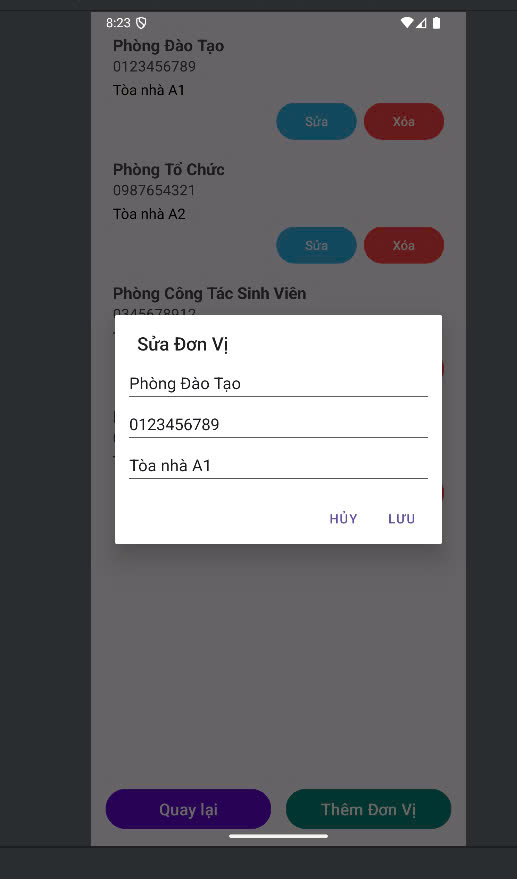 8:23
Phòng Đào Tạo
0123456789
Tòa nhà A1
Sửa Xóa
Phòng Tổ Chức
0987654321
Tòa nhà A2
Sửa Xóa
Phòng Công Tác Sinh Viên
0345678912
Sửa Đơn Vị
Phòng Đào Tạo
0123456789
Tòa nhà A1
HỦY LƯU
Quay lại Thêm Đơn Vị